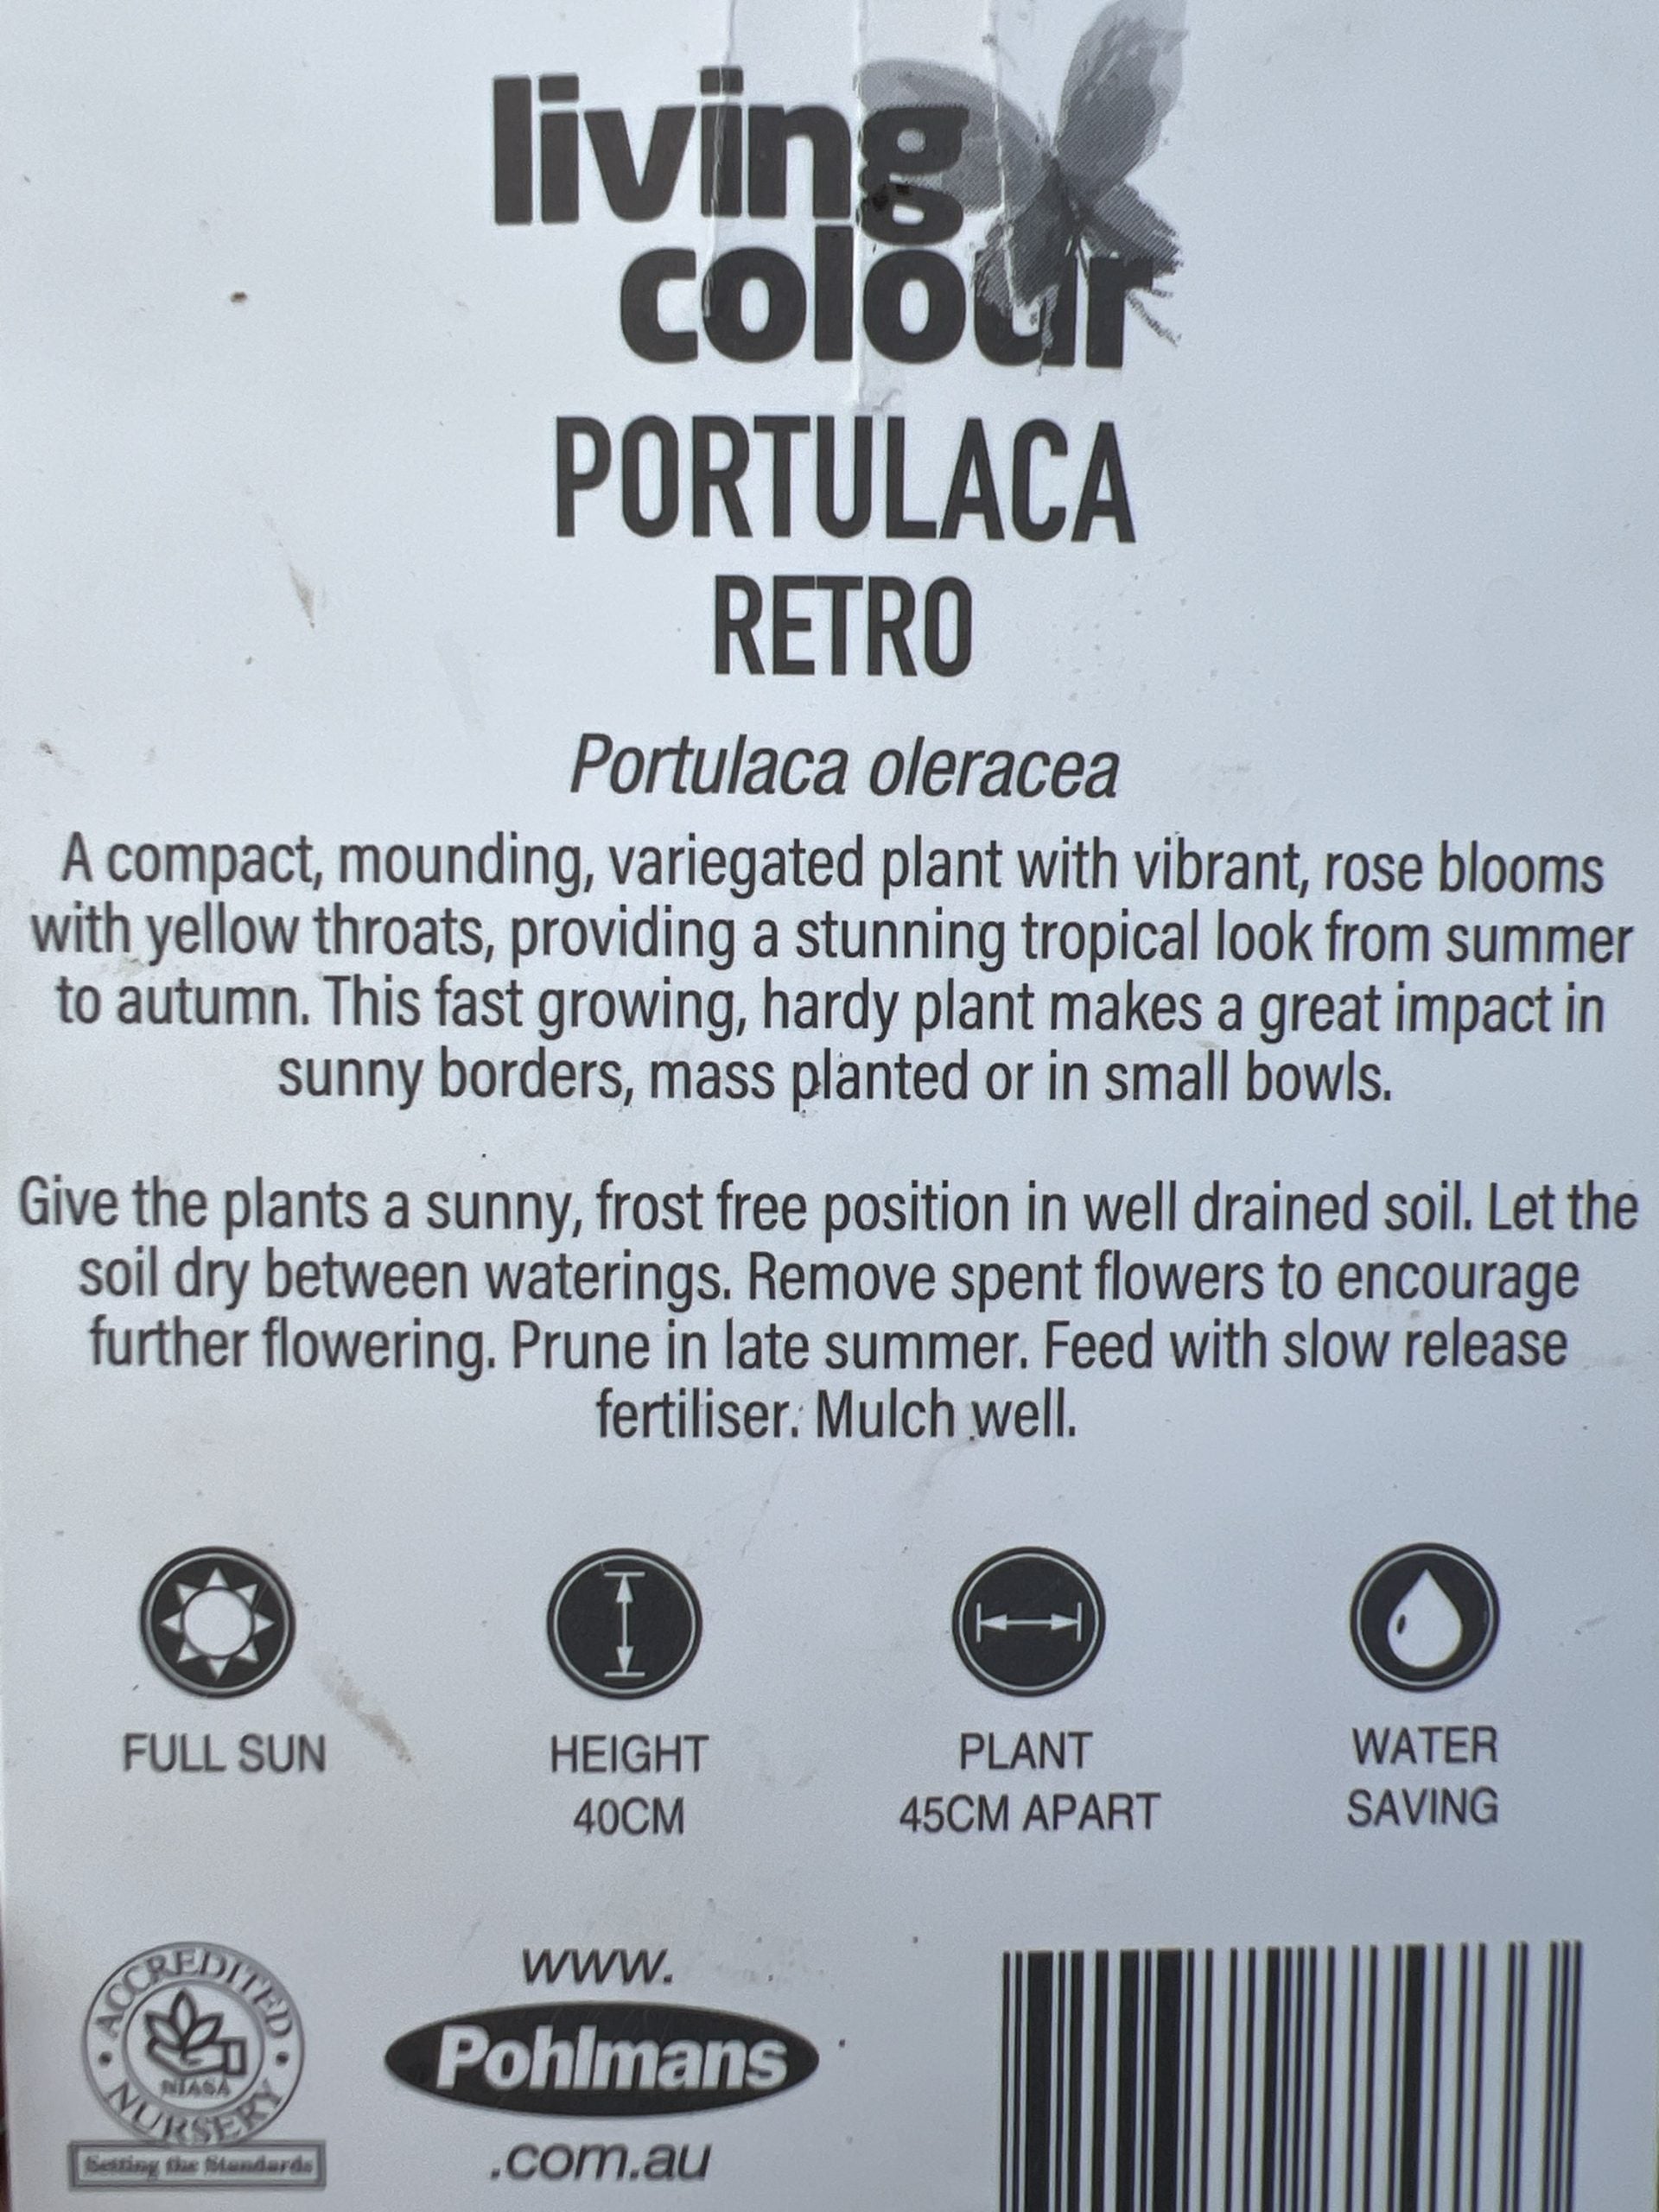 living
colour
PORTULACA
RETRO
Portulaca oleracea
A compact, mounding, variegated plant with vibrant, rose blooms
with yellow throats, providing a stunning tropical look from summer
to autumn. This fast growing, hardy plant makes a great impact in
sunny borders, mass planted or in small bowls.
Give the plants a sunny, frost free position in well drained soil. Let the
soil dry between waterings. Remove spent flowers to encourage
further flowering. Prune in late summer. Feed with slow release
fertiliser. Mulch well.
FULL SUN
HEIGHT
40CM
PLANT
45CM APART
WATER
SAVING
ACCREDITED
NIASA
NURSERY
Setting the Standards
www.
Pohlmans
.com.au